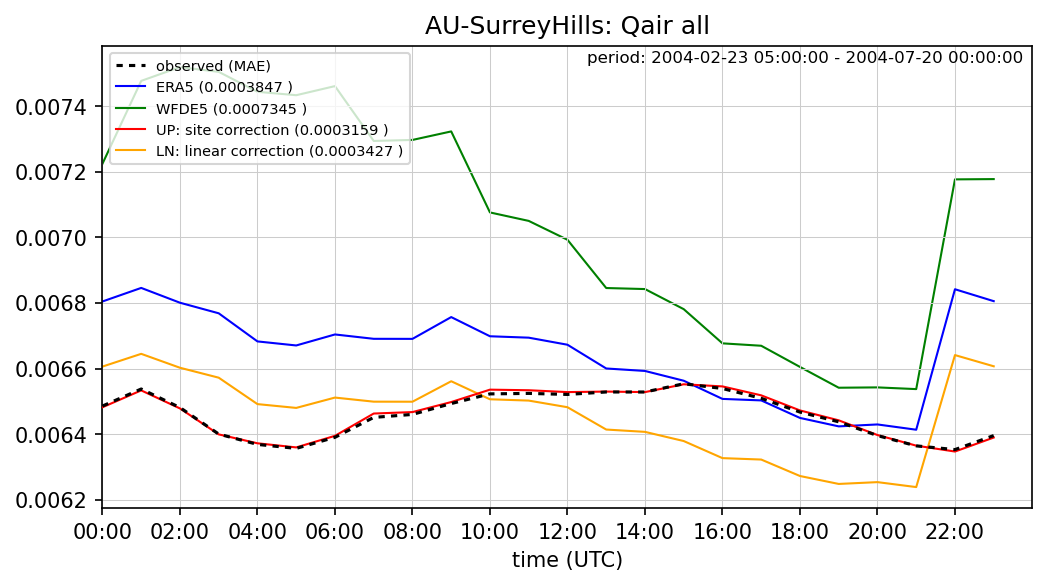 AU-SurreyHills: Qair all
period: 2004-02-23 05:00:00 - 2004-07-20 00:00:00
observed (MAE)
ERA5 (0.0003847 )
WFDE5 (0.0007345 )
UP: site correction (0.0003159 )
LN: linear correction (0.0003427 )
0.0074
0.0072
0.0070
0.0068
0.0066
0.0064
0.0062
00:00 02:00 04:00 06:00 08:00 10:00 12:00 14:00 16:00 18:00 20:00 22:00
time (UTC)